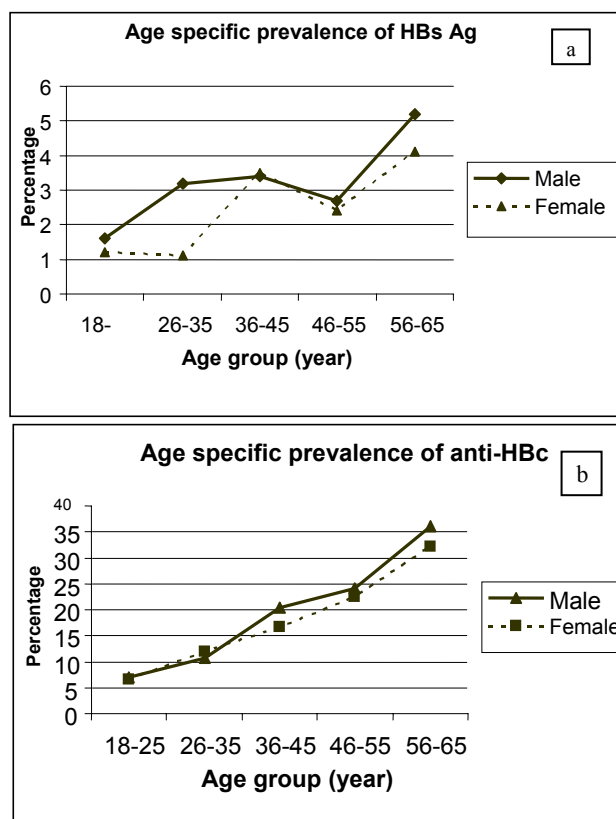 Age specific prevalence of HBs Ag
a
6
5
4
3
2
1
0
Percentage
18- 26-35 36-45 46-55 56-65
Age group (year)
Male
Female
Age specific prevalence of anti-HBc
b
40
35
30
25
20
15
10
5
0
Percentage
18-25 26-35 36-45 46-55 56-65
Age group (year)
Male
Female